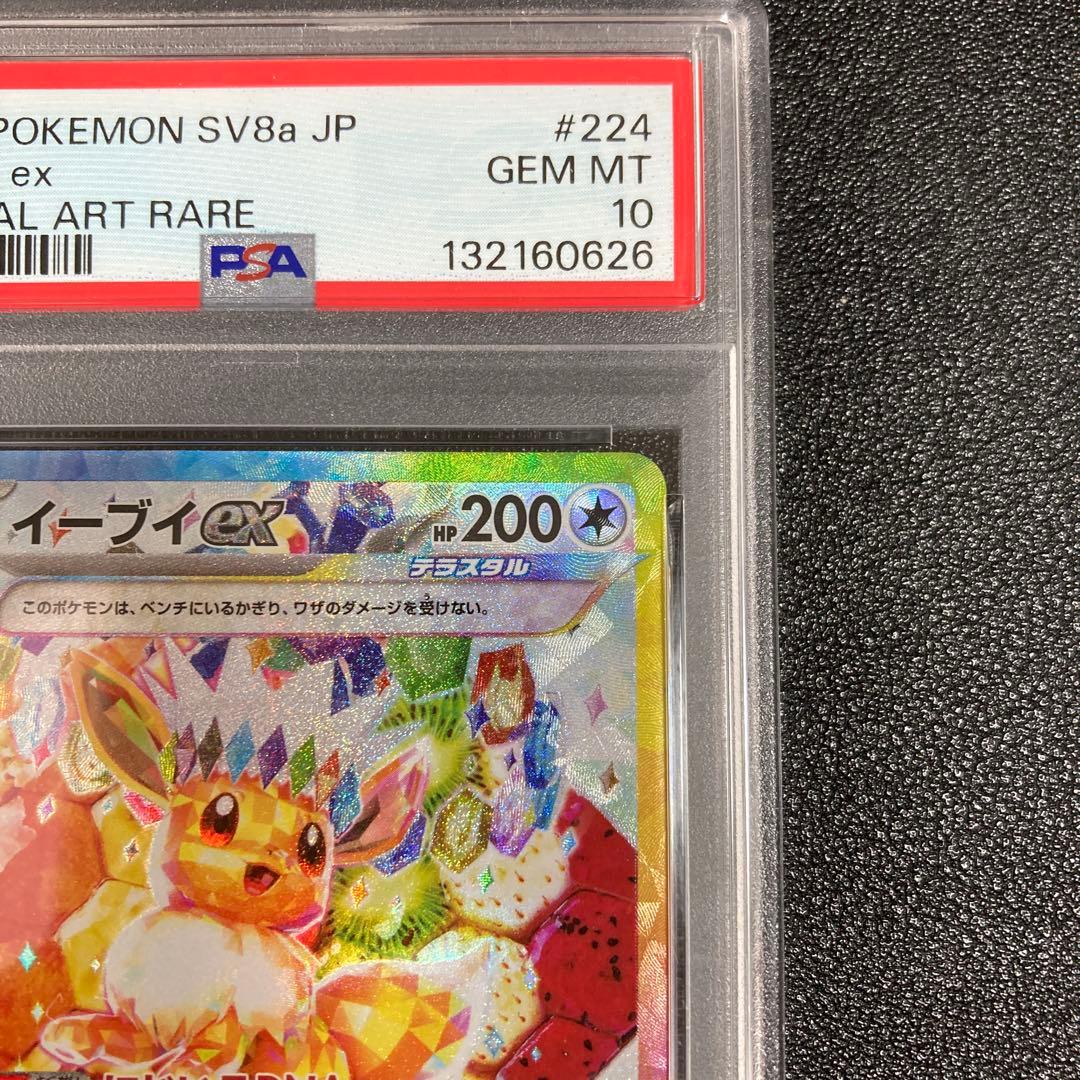 POKEMON SV8a JP #224
ex GEM MT
AL ART RARE 10
PSA 132160626
イーブイex HP200
テラスタル
このポケモンは、ベンチにいるかぎり、ワザのダメージを受けない。
DNA